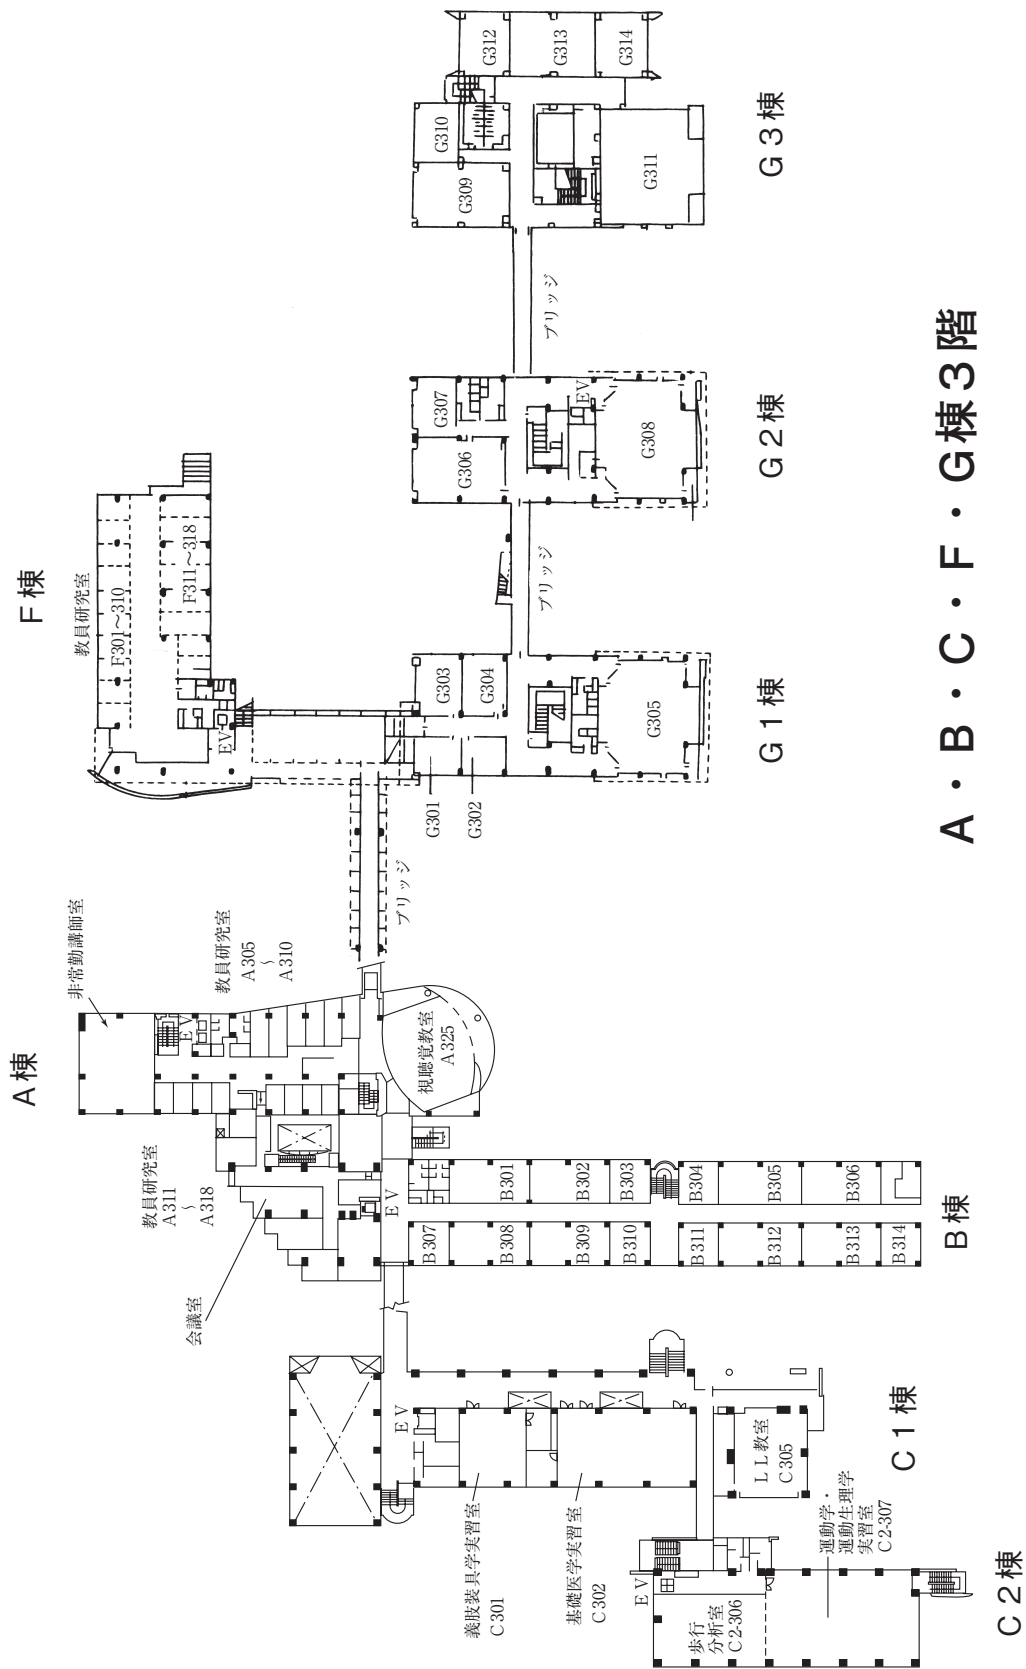 A・B・C・F・G棟3階
F棟
教員研究室
F301～310
F311～318
EV
G3棟
G312
G313
G314
G310
G309
G311
ブリッジ
G2棟
G307
G306
EV
G308
ブリッジ
G1棟
G303
G304
G305
G301
G302
ブリッジ
A棟
非常勤講師室
教員研究室
A305
～
A310
EV
視聴覚教室
A325
教員研究室
A311
～
A318
会議室
EV
B棟
B301
B302
B303
B304
B305
B306
B307
B308
B309
B310
B311
B312
B313
B314
C1棟
EV
義肢装具学実習室
C301
基礎医学実習室
C302
LL教室
C305
C2棟
EV
歩行
分析室
C2-306
運動学・
運動生理学
実習室
C2-307